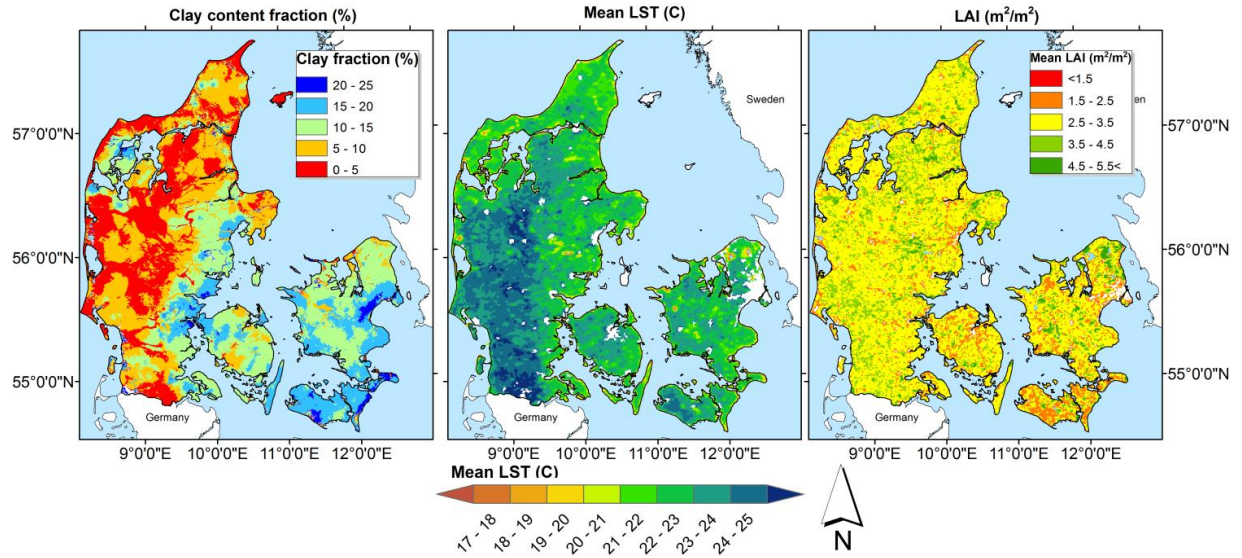 Clay content fraction (%)
Mean LST (C)
LAI (m²/m²)
Clay fraction (%)
20 - 25
15 - 20
10 - 15
5 - 10
0 - 5
Germany
Sweden
Germany
Mean LAI (m²/m²)
<1.5
1.5 - 2.5
2.5 - 3.5
3.5 - 4.5
4.5 - 5.5<
en
Germany
57°0'0"N
56°0'0"N
55°0'0"N
57°0'0"N
56°0'0"N
55°0'0"N
9°0'0"E
10°0'0"E
11°0'0"E
12°0'0"E
9°0'0"E
10°0'0"E
11°0'0"E
12°0'0"E
9°0'0"E
10°0'0"E
11°0'0"E
12°0'0"E
Mean LST (C)
17 - 18
18 - 19
19 - 20
20 - 21
21 - 22
22 - 23
23 - 24
24 - 25
N